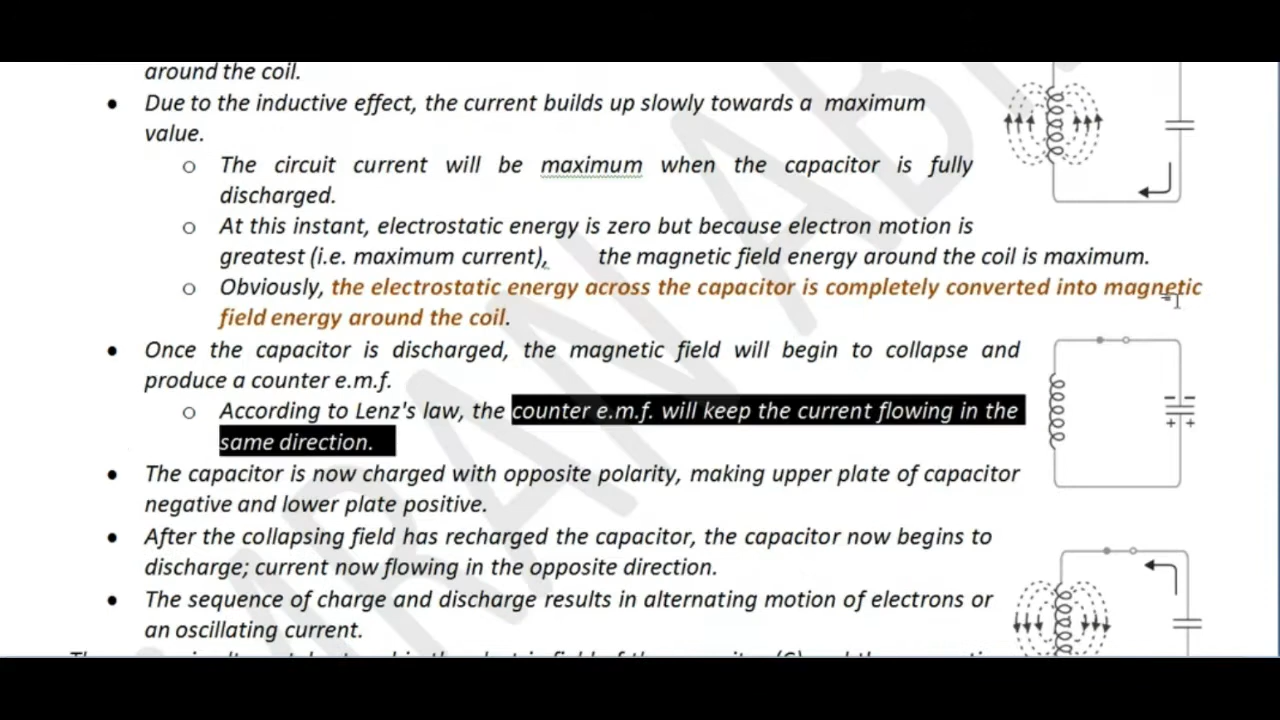 around the coil.
• Due to the inductive effect, the current builds up slowly towards a maximum
value.
o The circuit current will be maximum when the capacitor is fully
discharged.
o At this instant, electrostatic energy is zero but because electron motion is
greatest (i.e. maximum current), the magnetic field energy around the coil is maximum.
o Obviously, the electrostatic energy across the capacitor is completely converted into magnetic
field energy around the coil.
• Once the capacitor is discharged, the magnetic field will begin to collapse and
produce a counter e.m.f.
o According to Lenz's law, the counter e.m.f. will keep the current flowing in the
same direction.
• The capacitor is now charged with opposite polarity, making upper plate of capacitor
negative and lower plate positive.
• After the collapsing field has recharged the capacitor, the capacitor now begins to
discharge; current now flowing in the opposite direction.
• The sequence of charge and discharge results in alternating motion of electrons or
an oscillating current.